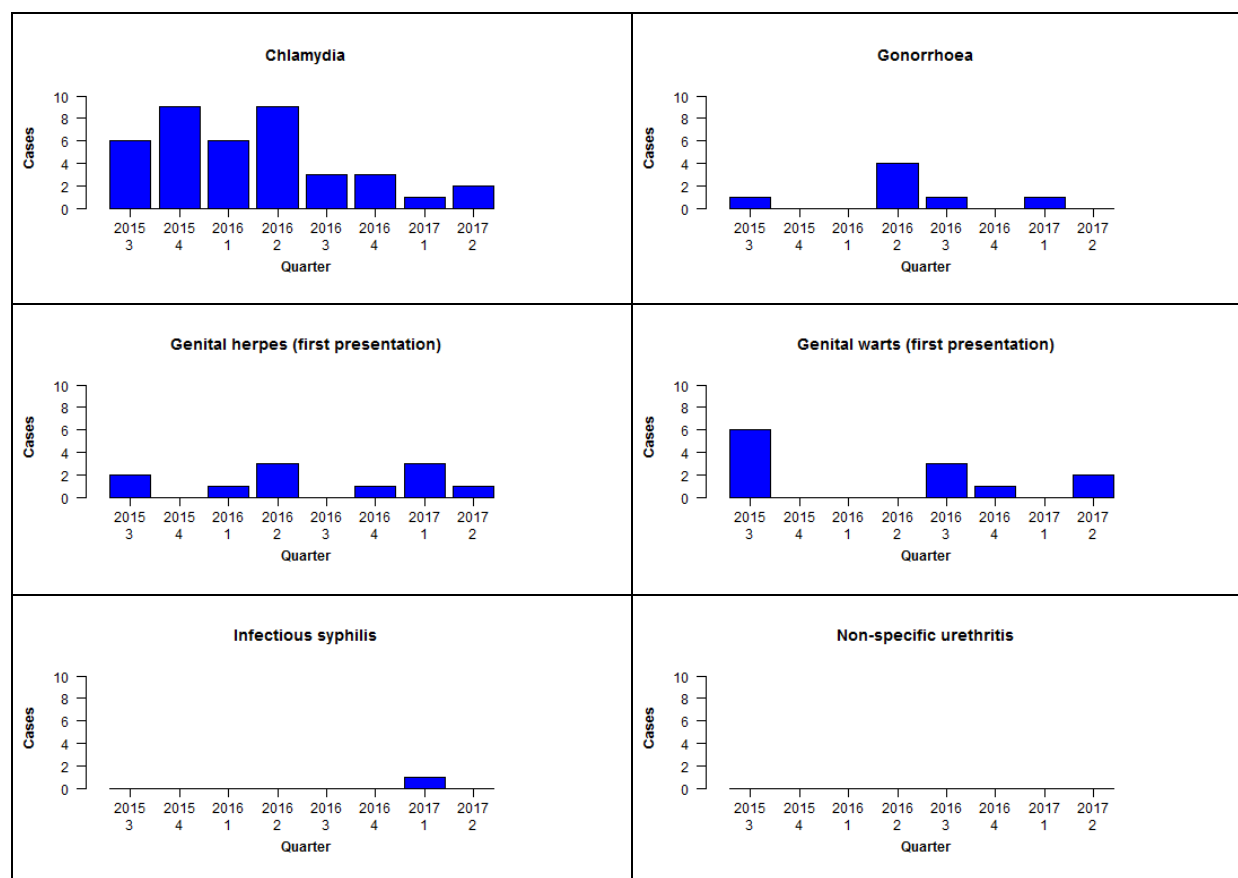 Chlamydia
10
8
6
4
2
0
Cases
2015 2015 2016 2016 2016 2016 2017 2017
3 4 1 2 3 4 1 2
Quarter
Gonorrhoea
10
8
6
4
2
0
Cases
2015 2015 2016 2016 2016 2016 2017 2017
3 4 1 2 3 4 1 2
Quarter
Genital herpes (first presentation)
10
8
6
4
2
0
Cases
2015 2015 2016 2016 2016 2016 2017 2017
3 4 1 2 3 4 1 2
Quarter
Genital warts (first presentation)
10
8
6
4
2
0
Cases
2015 2015 2016 2016 2016 2016 2017 2017
3 4 1 2 3 4 1 2
Quarter
Infectious syphilis
10
8
6
4
2
0
Cases
2015 2015 2016 2016 2016 2016 2017 2017
3 4 1 2 3 4 1 2
Quarter
Non-specific urethritis
10
8
6
4
2
0
Cases
2015 2015 2016 2016 2016 2016 2017 2017
3 4 1 2 3 4 1 2
Quarter